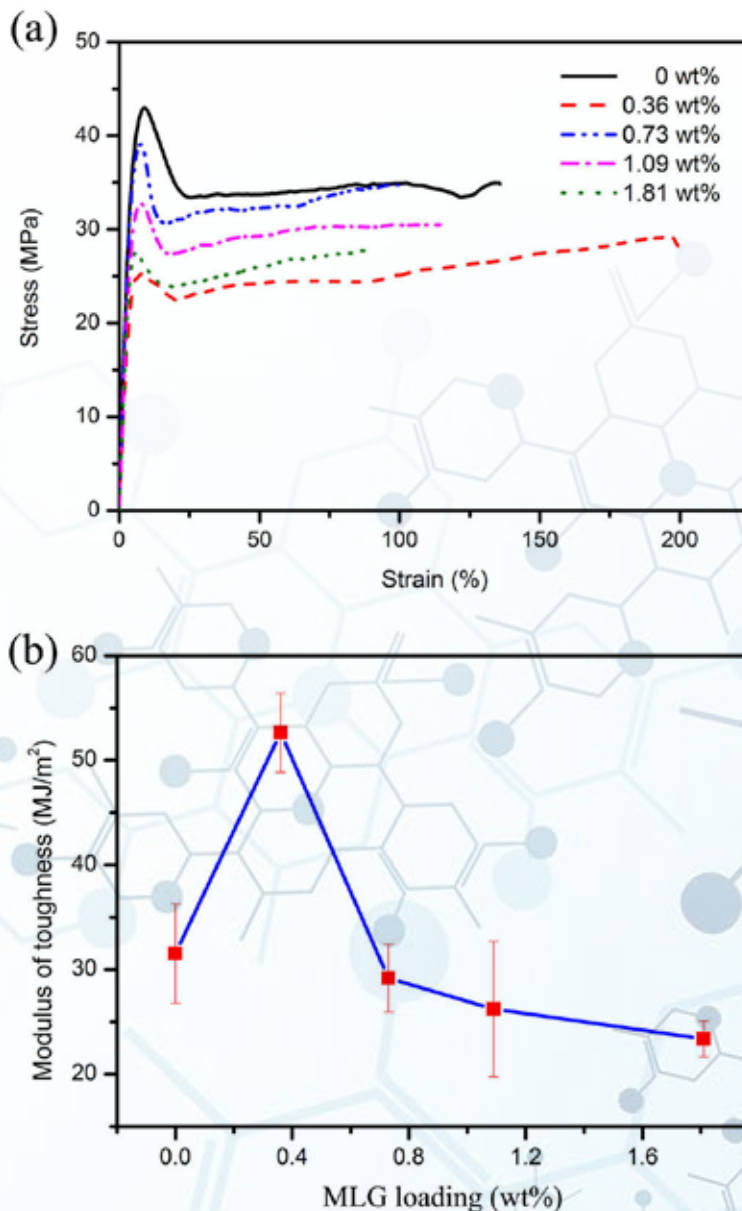 (a)
50
40
30
20
10
0
Stress (MPa)
0 wt%
0.36 wt%
0.73 wt%
1.09 wt%
1.81 wt%
0 50 100 150 200
Strain (%)
(b)
60
50
40
30
20
Modulus of toughness (MJ/m²)
0.0 0.4 0.8 1.2 1.6
MLG loading (wt%)